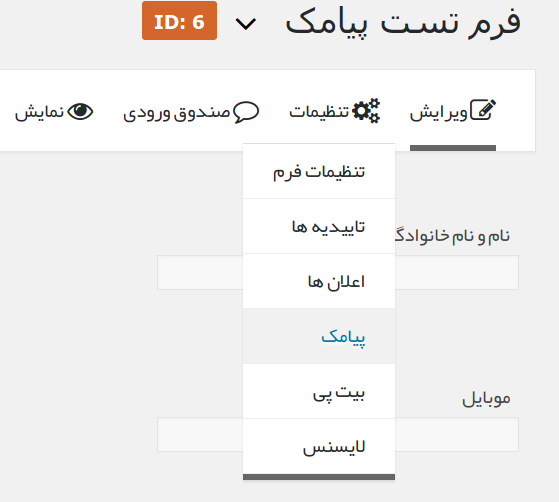 فرم تست پیامک
ID: 6
ویرایش
تنظیمات
صندوق ورودی
نمایش
تنظیمات فرم
تاییدیه ها
اعلان ها
پیامک
بیت پی
لایسنس
نام و نام خانوادگ
موبایل